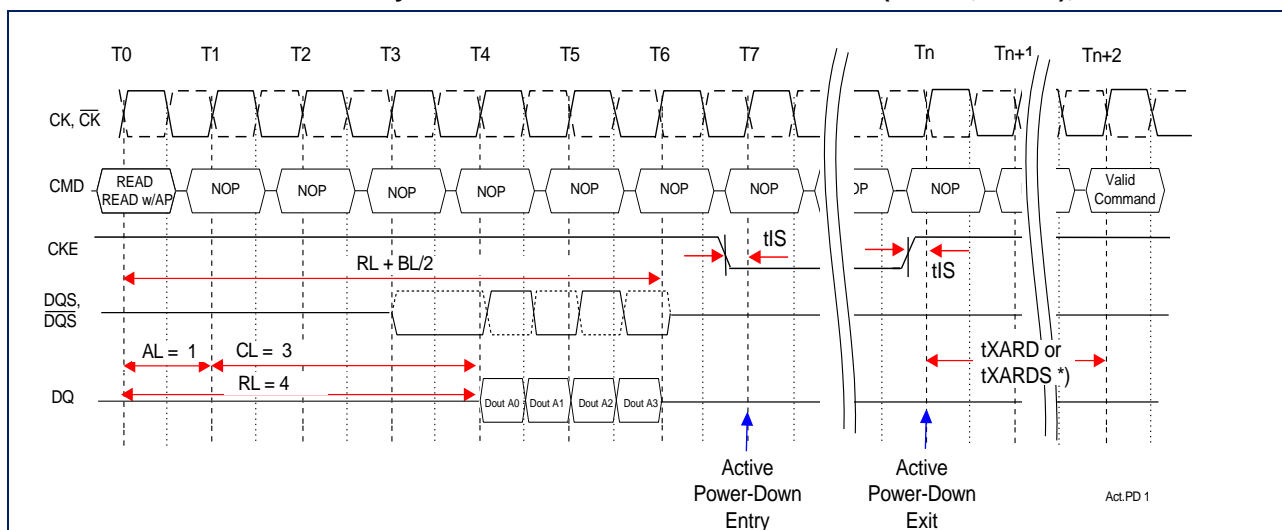 T0 T1 T2 T3 T4 T5 T6 T7 Tn Tn+1 Tn+2
CK, CK
CMD READ NOP NOP NOP NOP NOP NOP NOP OP NOP Valid
READ w/AP Command
CKE tIS tIS
RL + BL/2
DQS,
DQS
AL = 1 CL = 3 tXARD or
RL = 4 tXARDS *)
DQ Dout A0 Dout A1 Dout A2 Dout A3
Active Active
Power-Down Power-Down Act.PD 1
Entry Exit